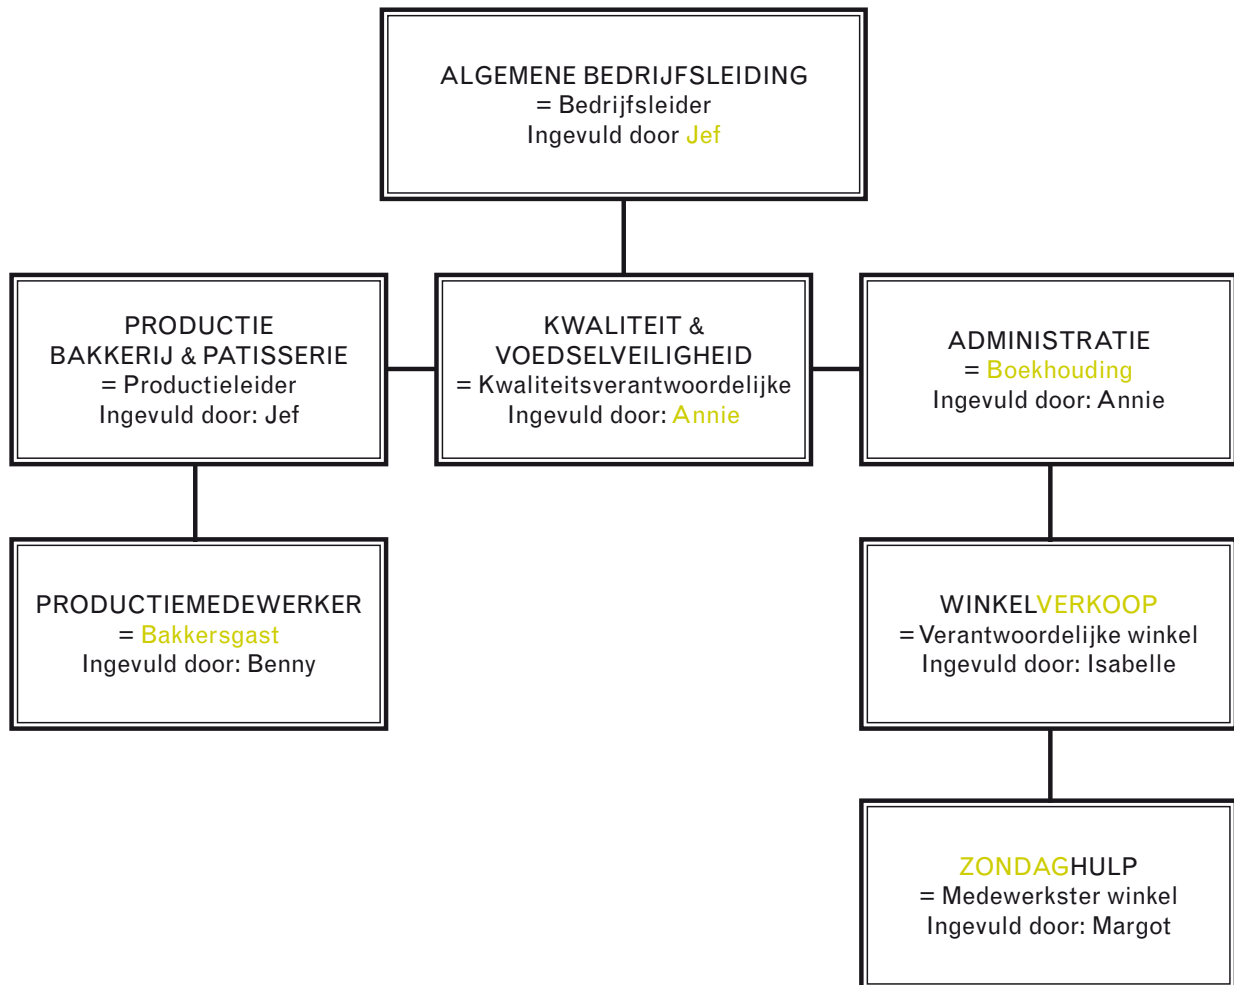 ALGEMENE BEDRIJFSLEIDING
= Bedrijfsleider
Ingevuld door Jef
PRODUCTIE
BAKKERIJ & PATISSERIE
= Productieleider
Ingevuld door: Jef
KWALITEIT &
VOEDSELVEILIGHEID
= Kwaliteitsverantwoordelijke
Ingevuld door: Annie
ADMINISTRATIE
= Boekhouding
Ingevuld door: Annie
PRODUCTIEMEDEWERKER
= Bakkersgast
Ingevuld door: Benny
WINKELVERKOOP
= Verantwoordelijke winkel
Ingevuld door: Isabelle
ZONDAGHULP
= Medewerkster winkel
Ingevuld door: Margot